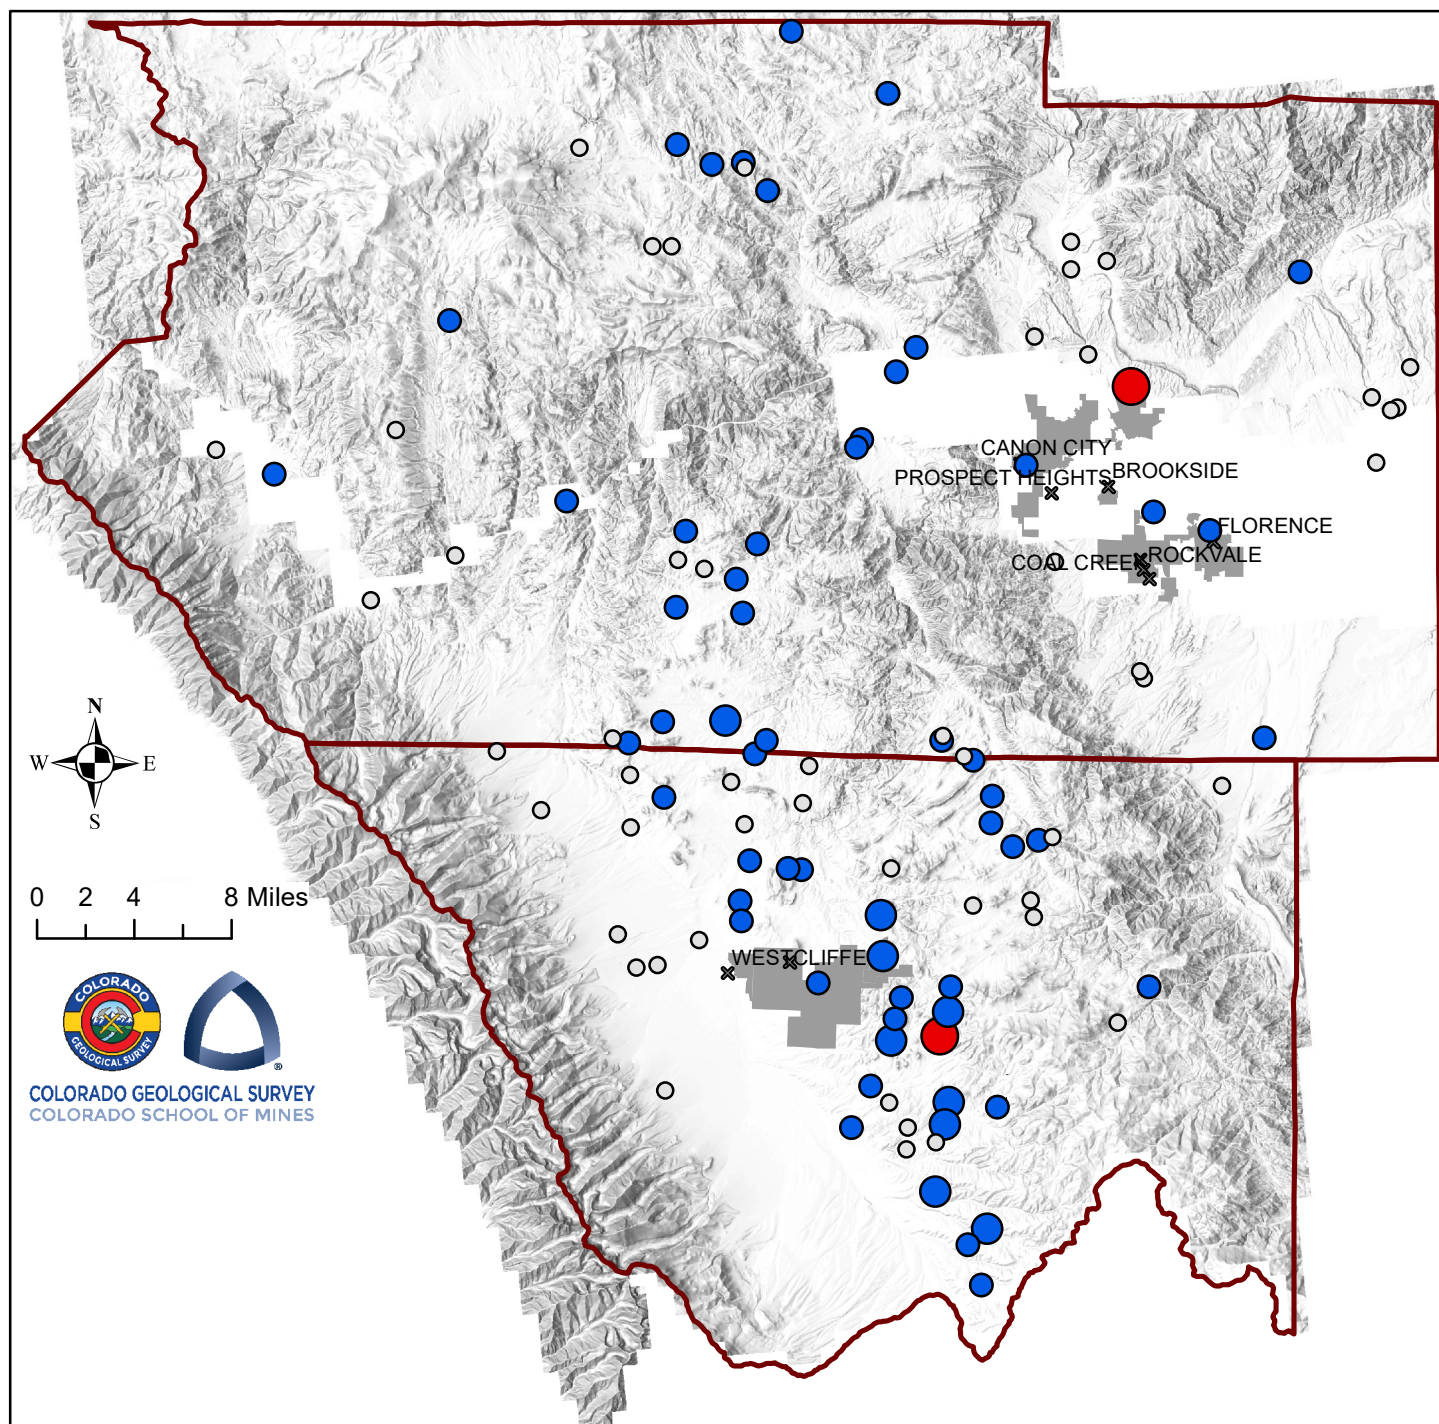 CANON CITY
PROSPECT HEIGHTS
BROOKSIDE
FLORENCE
COAL CREEK
ROCKVALE
N
W
E
S
0 2 4 8 Miles
WESTCLIFFE
COLORADO
GEOLOGICAL SURVEY
®
COLORADO GEOLOGICAL SURVEY
COLORADO SCHOOL OF MINES